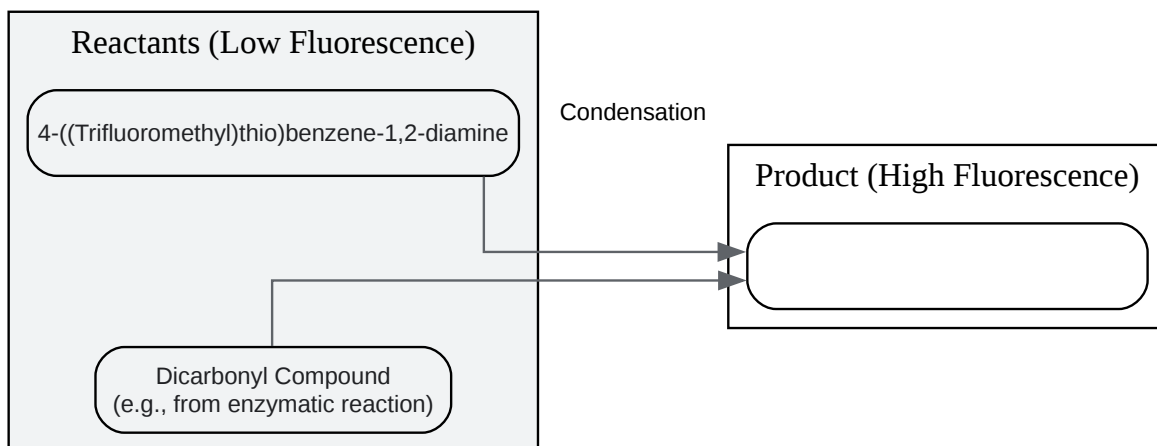 Reactants (Low Fluorescence)
4-((Trifluoromethyl)thio)benzene-1,2-diamine
Condensation
Product (High Fluorescence)
Dicarbonyl Compound
(e.g., from enzymatic reaction)